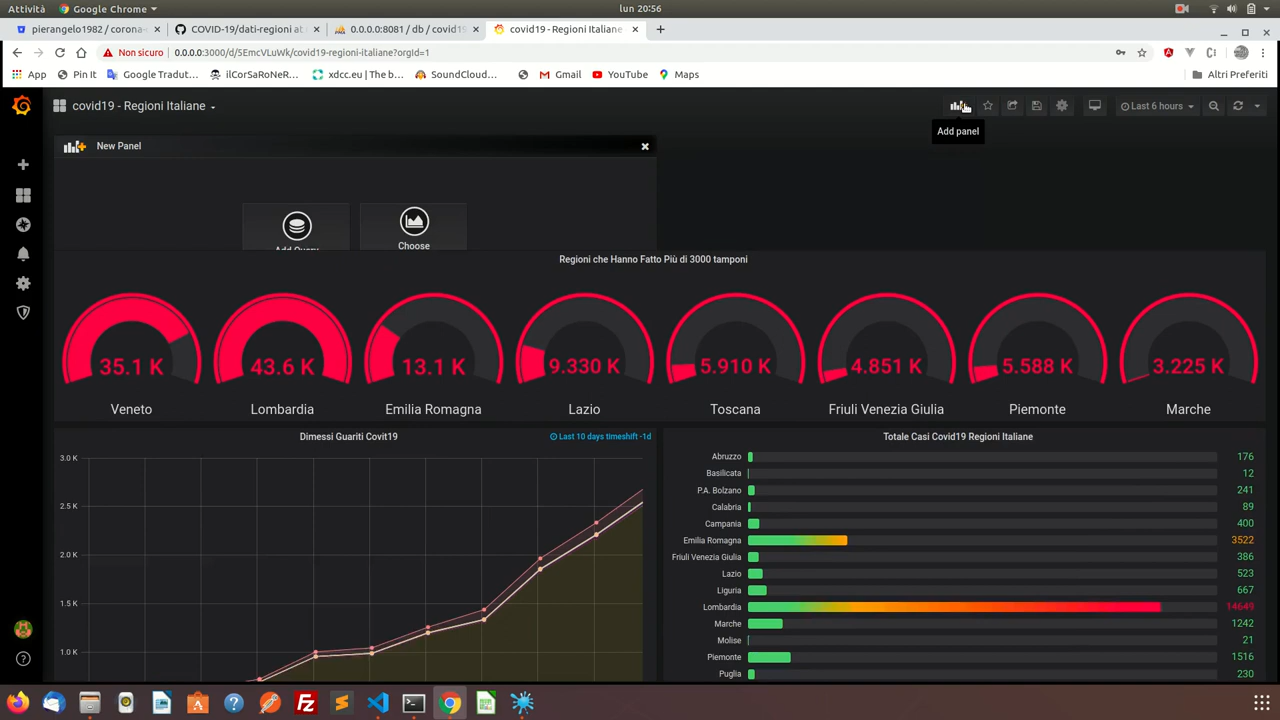 Attività Google Chrome lun 20:56
pierangelo1982 / corona- COVID-19/dati-regioni at 0.0.0.0:8081 / db / covid19 covid19 - Regioni Italiane
Non sicuro 0.0.0.0:3000/d/5EmcVLuWk/covid19-regioni-italiane?orgId=1
App Pin It Google Tradut... ilCorSaRoNeR... xdcc.eu | The b... SoundCloud... Gmail YouTube Maps Altri Preferiti
covid19 - Regioni Italiane Last 6 hours
Add panel
New Panel
Add Query Choose
Regioni che Hanno Fatto Più di 3000 tamponi
35.1 K 43.6 K 13.1 K 9.330 K 5.910 K 4.851 K 5.588 K 3.225 K
Veneto Lombardia Emilia Romagna Lazio Toscana Friuli Venezia Giulia Piemonte Marche
Dimessi Guariti Covit19 Last 10 days timeshift -1d
3.0 K
2.5 K
2.0 K
1.5 K
1.0 K
Totale Casi Covid19 Regioni Italiane
Abruzzo 176
Basilicata 12
P.A. Bolzano 241
Calabria 89
Campania 400
Emilia Romagna 3522
Friuli Venezia Giulia 386
Lazio 523
Liguria 667
Lombardia 14649
Marche 1242
Molise 21
Piemonte 1516
Puglia 230